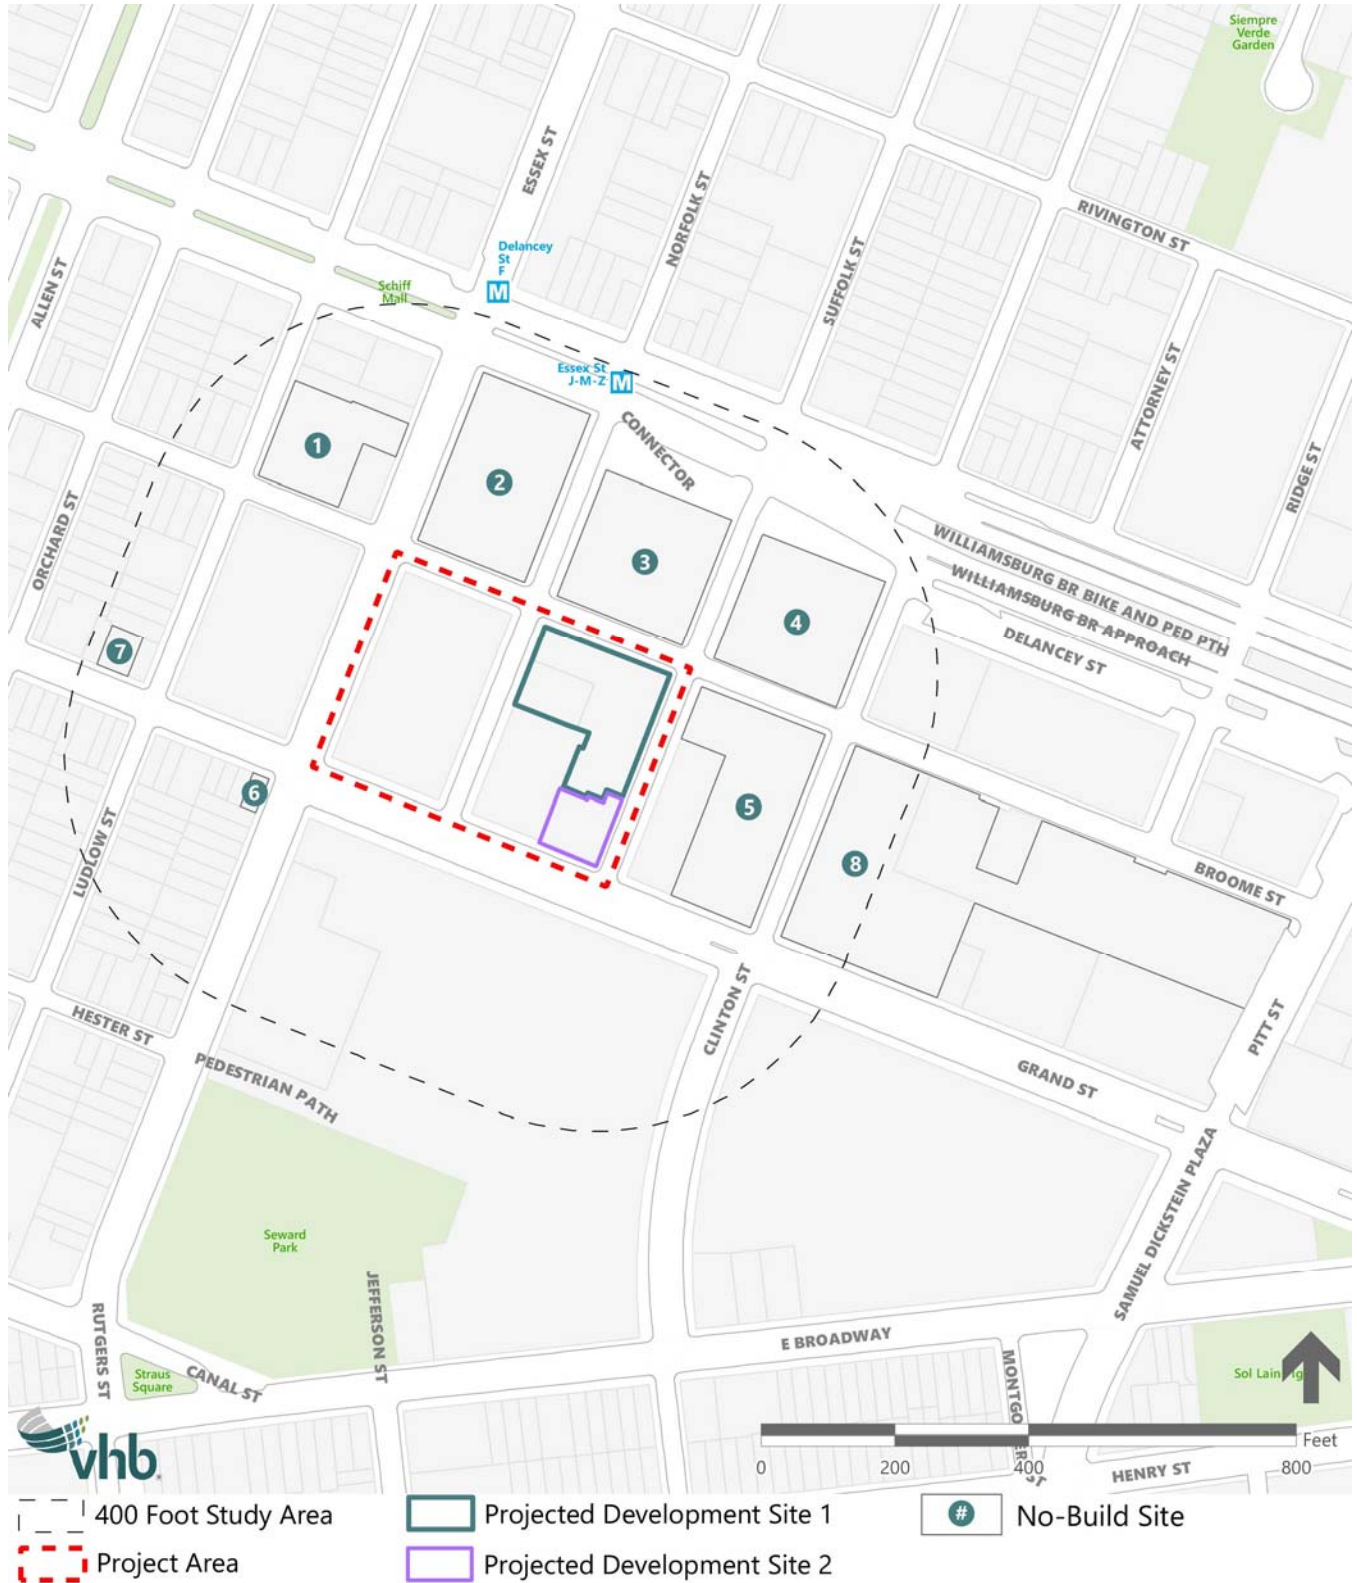 Siempre
Verde
Garden
ESSEX ST
NORFOLK ST
RIVINGTON ST
Delancey
St
F
M
SUFFOLK ST
ALLEN ST
Schiff
Mall
ATTORNEY ST
Essex St
J-M-Z
M
CONNECTOR
RIDGE ST
1
2
ORCHARD ST
3
WILLIAMSBURG BR BIKE AND PED PTH
WILLIAMSBURG BR APPROACH
DELANCEY ST
4
7
6
5
LUDLOW ST
8
BROOME ST
CLINTON ST
HESTER ST
PITT ST
PEDESTRIAN PATH
GRAND ST
SAMUEL DICKSTEIN PLAZA
Seward
Park
JEFFERSON ST
RUTGERS ST
E BROADWAY
CANAL ST
Straus
Square
Sol Lain
vhb
Feet
0 200 400 800
HENRY ST
400 Foot Study Area
Projected Development Site 1
# No-Build Site
Project Area
Projected Development Site 2